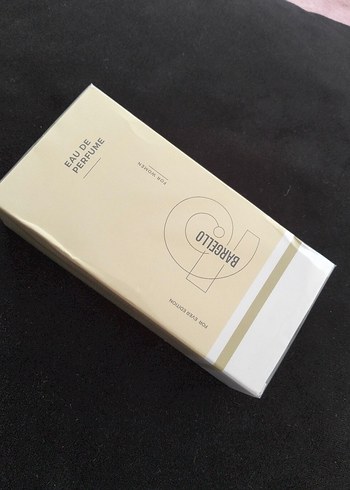 EAU DE
PERFUME
FOR WOMEN
BARGELLO
FOR EVER EDITION